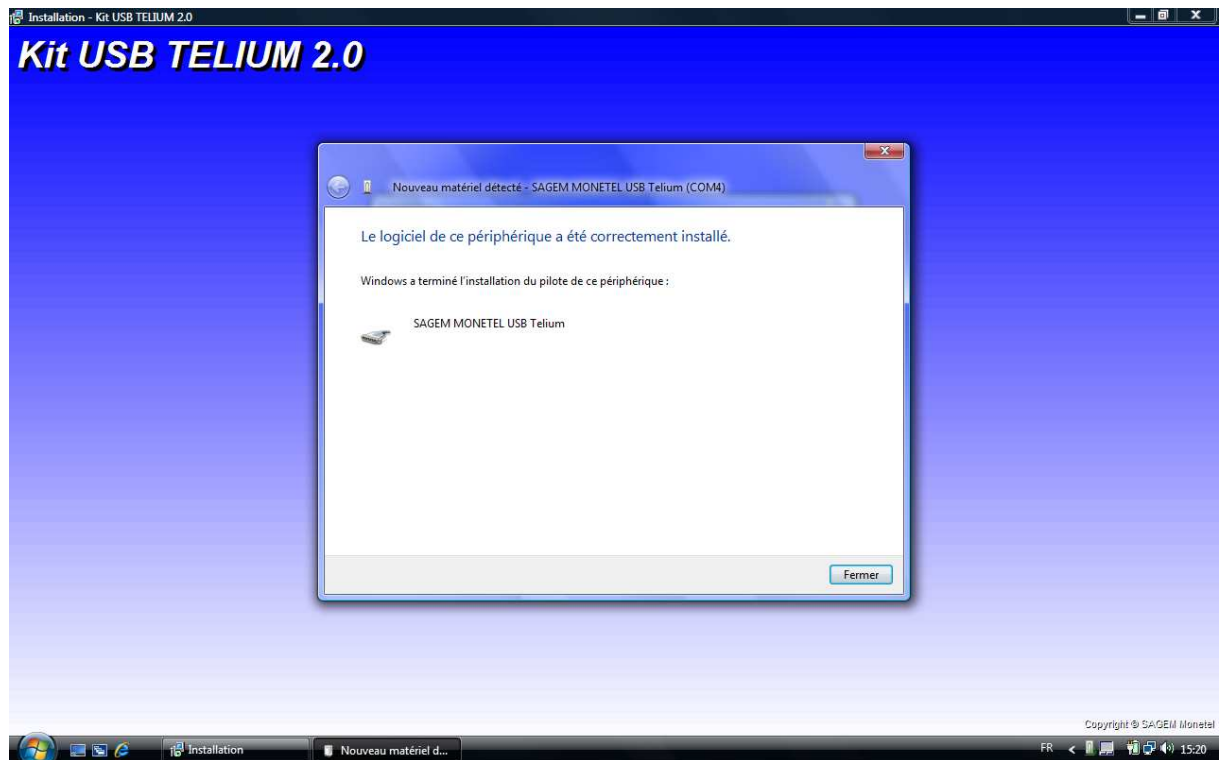 Installation - Kit USB TELIUM 2.0
Kit USB TELIUM 2.0
Nouveau matériel détecté - SAGEM MONETEL USB Telium (COM4)
Le logiciel de ce périphérique a été correctement installé.
Windows a terminé l'installation du pilote de ce périphérique :
SAGEM MONETEL USB Telium
Fermer
Copyright © SAGEM Monetel
Installation
Nouveau matériel d...
FR
15:20